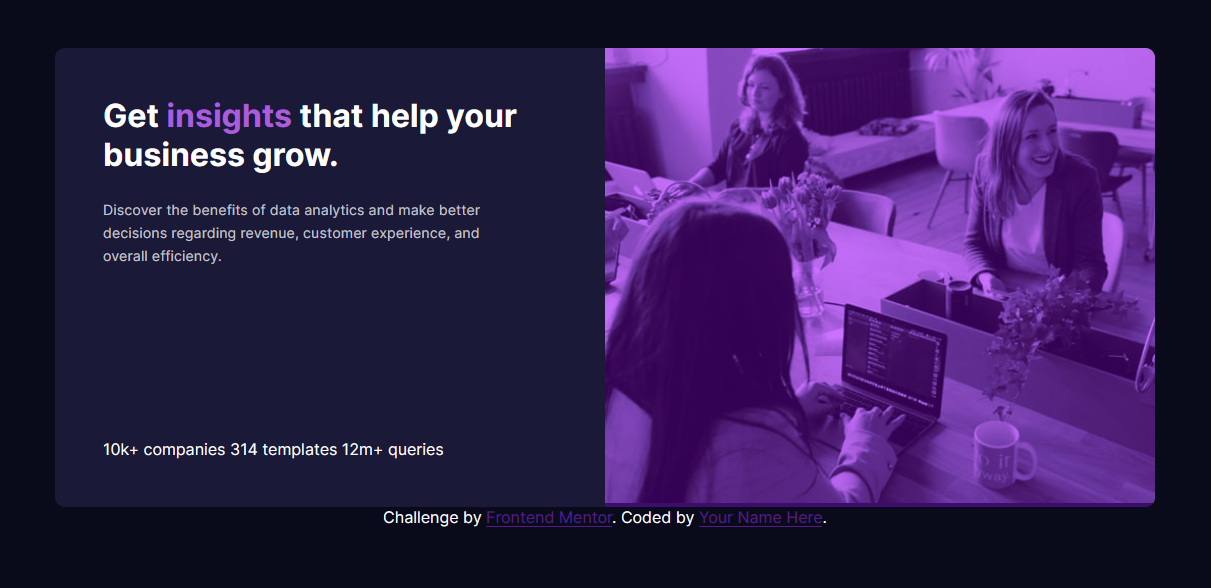 Get insights that help your
business grow.
Discover the benefits of data analytics and make better
decisions regarding revenue, customer experience, and
overall efficiency.
10k+ companies 314 templates 12m+ queries
Challenge by Frontend Mentor. Coded by Your Name Here.